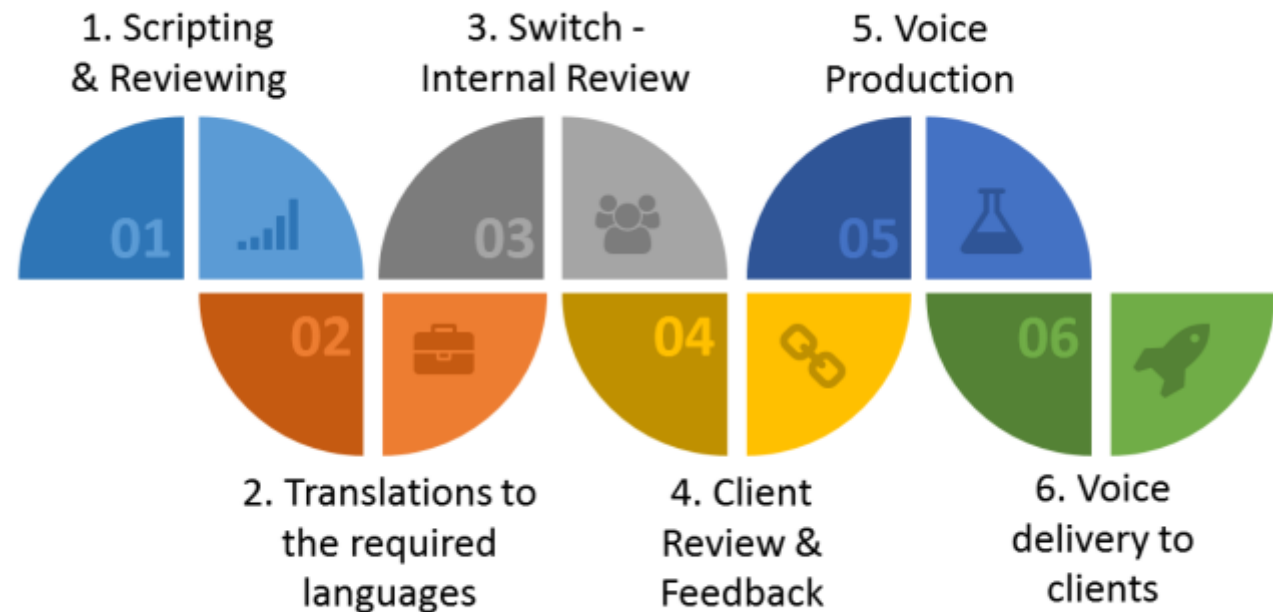 1. Scripting
& Reviewing
3. Switch -
Internal Review
5. Voice
Production
01
03
05
02
04
06
2. Translations to
the required
languages
4. Client
Review &
Feedback
6. Voice
delivery to
clients